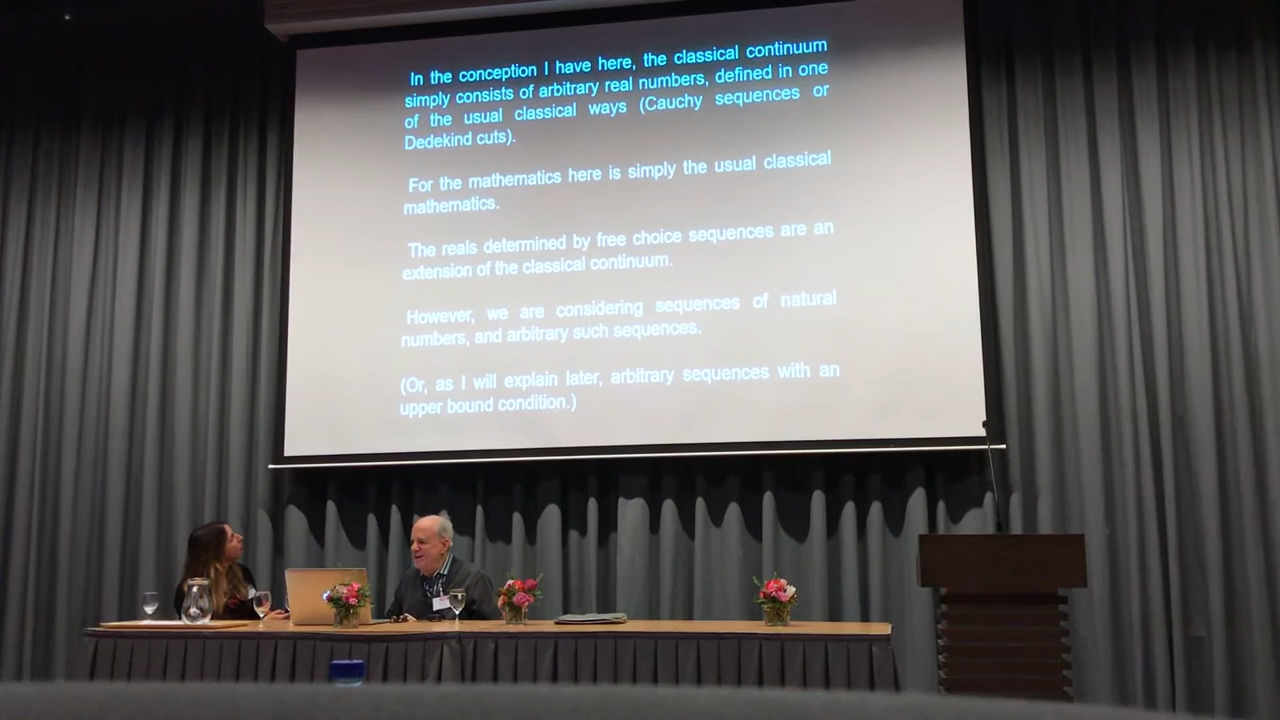 In the conception I have here, the classical continuum
simply consists of arbitrary real numbers, defined in one
of the usual classical ways (Cauchy sequences or
Dedekind cuts).
For the mathematics here is simply the usual classical
mathematics.
The reals determined by free choice sequences are an
extension of the classical continuum.
However, we are considering sequences of natural
numbers, and arbitrary such sequences.
(Or, as I will explain later, arbitrary sequences with an
upper bound condition.)